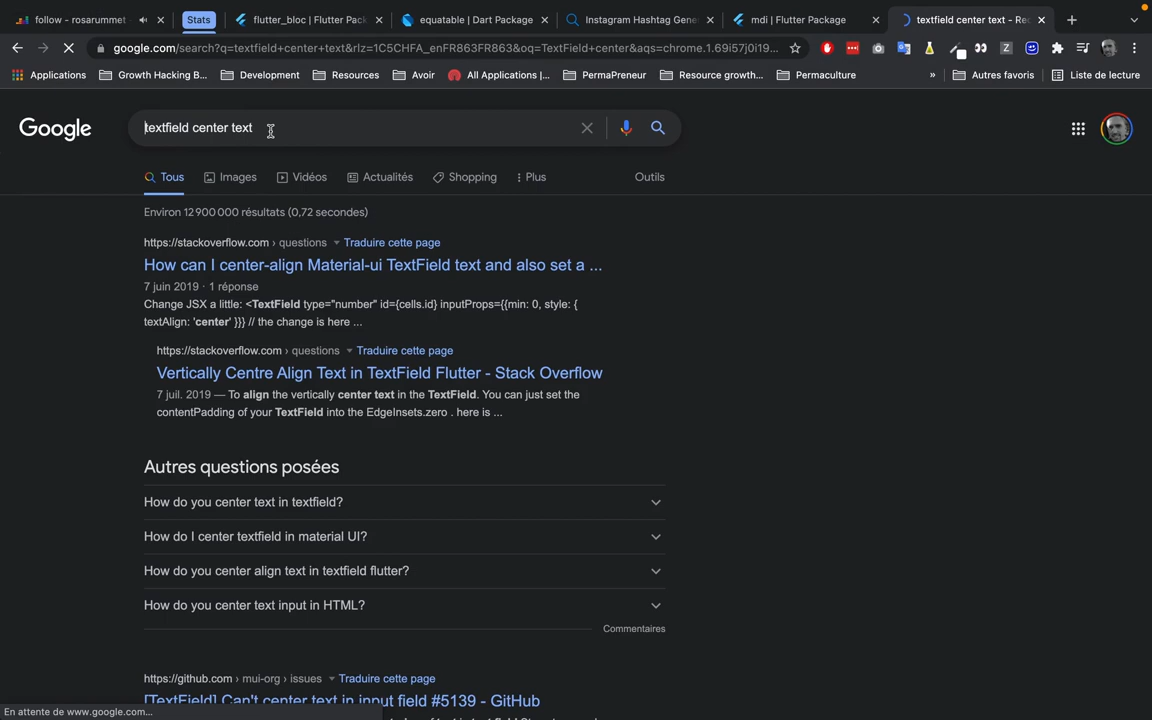 follow - rosarummet -
Stats
flutter_bloc | Flutter Pack
equatable | Dart Package
Instagram Hashtag Gene
mdi | Flutter Package
textfield center text - Rec
google.com/search?q=textfield+center+text&rlz=1C5CHFA_enFR863FR863&oq=TextField+center&aqs=chrome.1.69i57j0i19...
Applications
Growth Hacking B...
Development
Resources
Avoir
All Applications |...
PermaPreneur
Resource growth...
Permaculture
»
Autres favoris
Liste de lecture
Google
textfield center text
Tous
Images
Vidéos
Actualités
Shopping
Plus
Outils
Environ 12 900 000 résultats (0,72 secondes)
https://stackoverflow.com › questions
Traduire cette page
How can I center-align Material-ui TextField text and also set a ...
7 juin 2019 · 1 réponse
Change JSX a little: <TextField type="number" id={cells.id} inputProps={{min: 0, style: {
textAlign: 'center' }}} // the change is here ...
https://stackoverflow.com › questions
Traduire cette page
Vertically Centre Align Text in TextField Flutter - Stack Overflow
7 juil. 2019 — To align the vertically center text in the TextField. You can just set the
contentPadding of your TextField into the EdgeInsets.zero . here is ...
Autres questions posées
How do you center text in textfield?
How do I center textfield in material UI?
How do you center align text in textfield flutter?
How do you center text input in HTML?
Commentaires
https://github.com › mui-org › issues
Traduire cette page
[TextField] Can't center text in input field #5139 - GitHub
En attente de www.google.com...